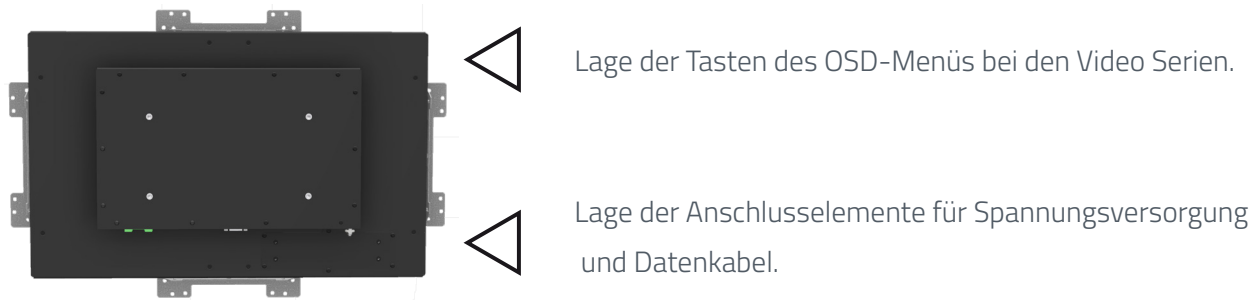 Lage der Tasten des OSD-Menüs bei den Video Serien.
Lage der Anschlusselemente für Spannungsversorgung
und Datenkabel.